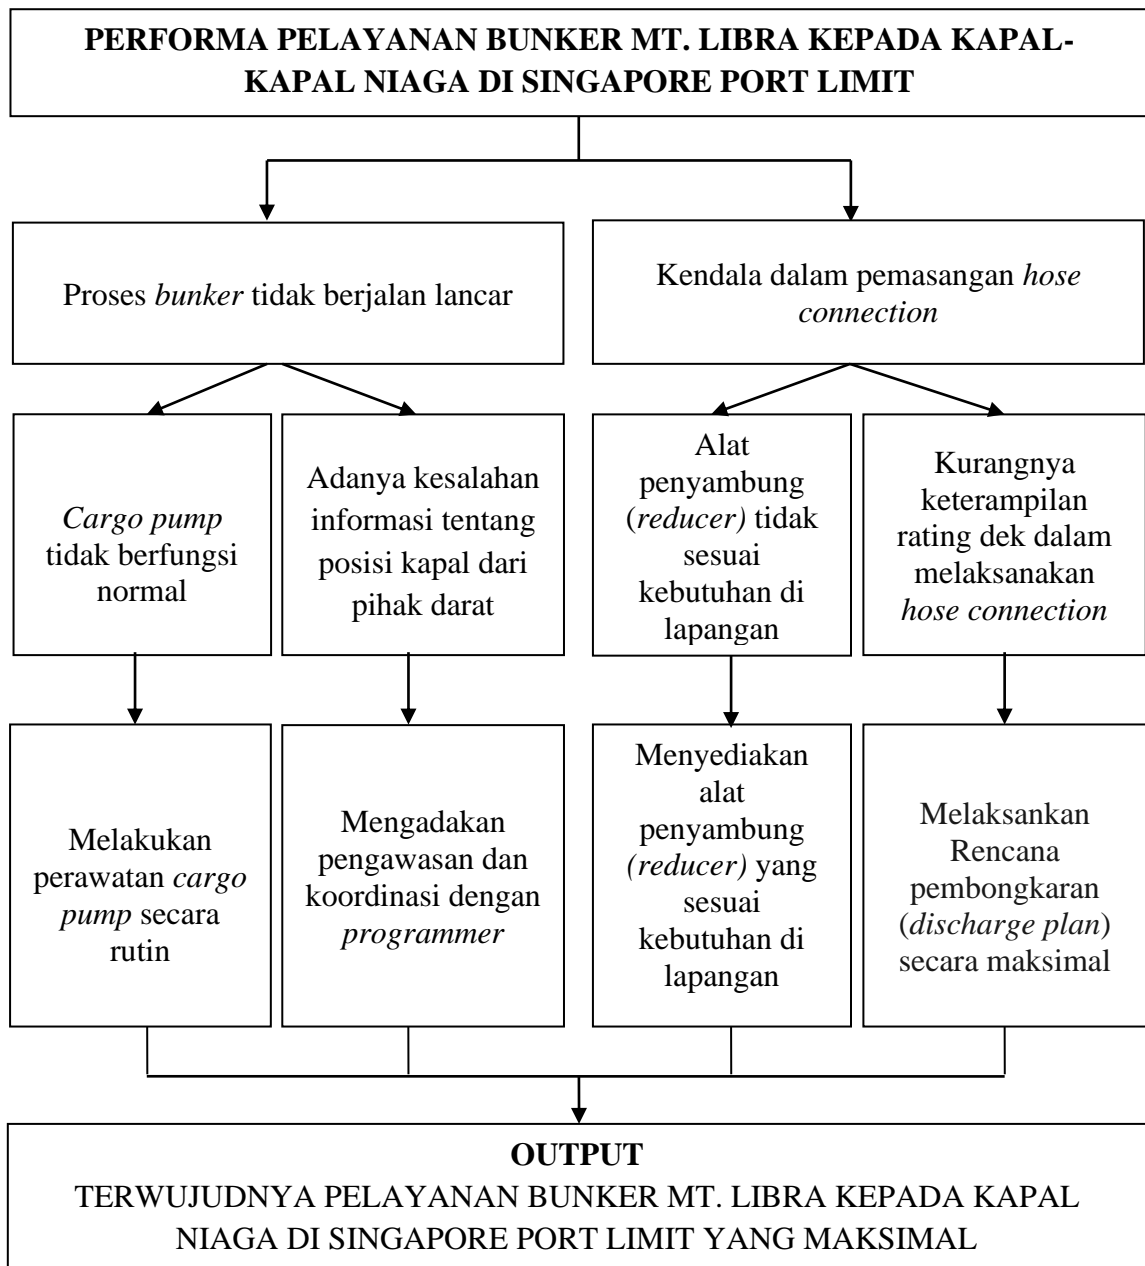 PERFORMA PELAYANAN BUNKER MT. LIBRA KEPADA KAPAL-
KAPAL NIAGA DI SINGAPORE PORT LIMIT
Proses bunker tidak berjalan lancar
Kendala dalam pemasangan hose
connection
Cargo pump
tidak berfungsi
normal
Adanya kesalahan
informasi tentang
posisi kapal dari
pihak darat
Alat
penyambung
(reducer) tidak
sesuai
kebutuhan di
lapangan
Kurangnya
keterampilan
rating dek dalam
melaksanakan
hose connection
Melakukan
perawatan cargo
pump secara
rutin
Mengadakan
pengawasan dan
koordinasi dengan
programmer
Menyediakan
alat
penyambung
(reducer) yang
sesuai
kebutuhan di
lapangan
Melaksankan
Rencana
pembongkaran
(discharge plan)
secara maksimal
OUTPUT
TERWUJUDNYA PELAYANAN BUNKER MT. LIBRA KEPADA KAPAL
NIAGA DI SINGAPORE PORT LIMIT YANG MAKSIMAL